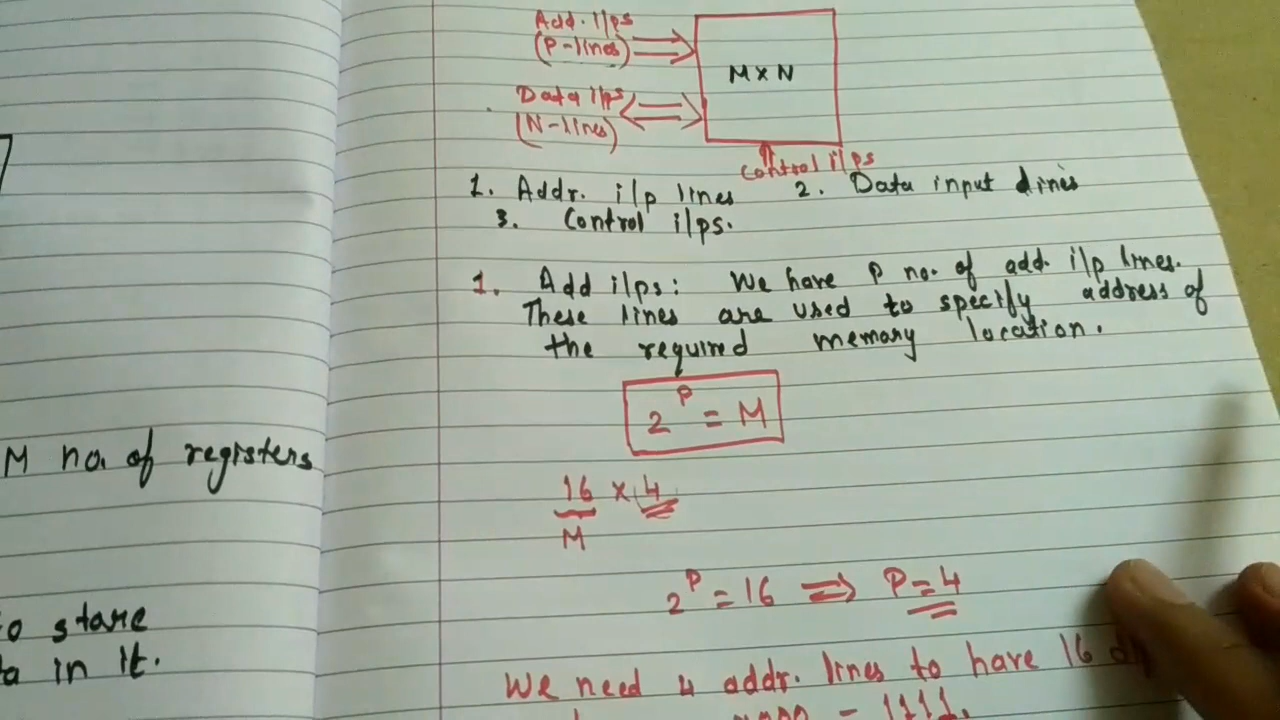 Add. i/ps
(P-lines)
M x N
Data i/ps
(N-lines)
Control i/ps
1. Addr. i/p lines 2. Data input lines
3. Control i/ps.
1. Add i/ps: We have P no. of add. i/p lines.
These lines are used to specify address of
the required memory location.
2^P = M
16 x 4
M
2^P = 16 ⇒ P = 4
We need 4 addr. lines to have 16
- 1111.
M no. of registers
store
in it.